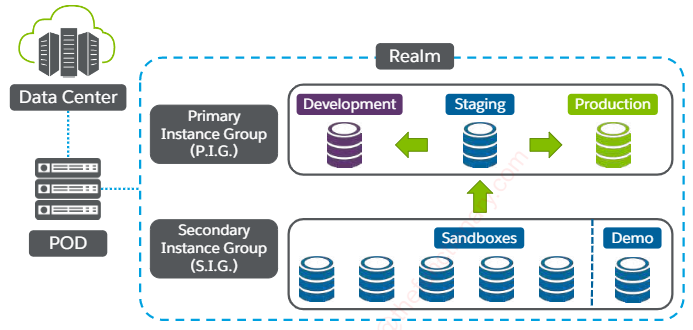 Realm
Data Center
Primary
Instance Group
(P.I.G.)
Development
Staging
Production
POD
Secondary
Instance Group
(S.I.G.)
Sandboxes
Demo